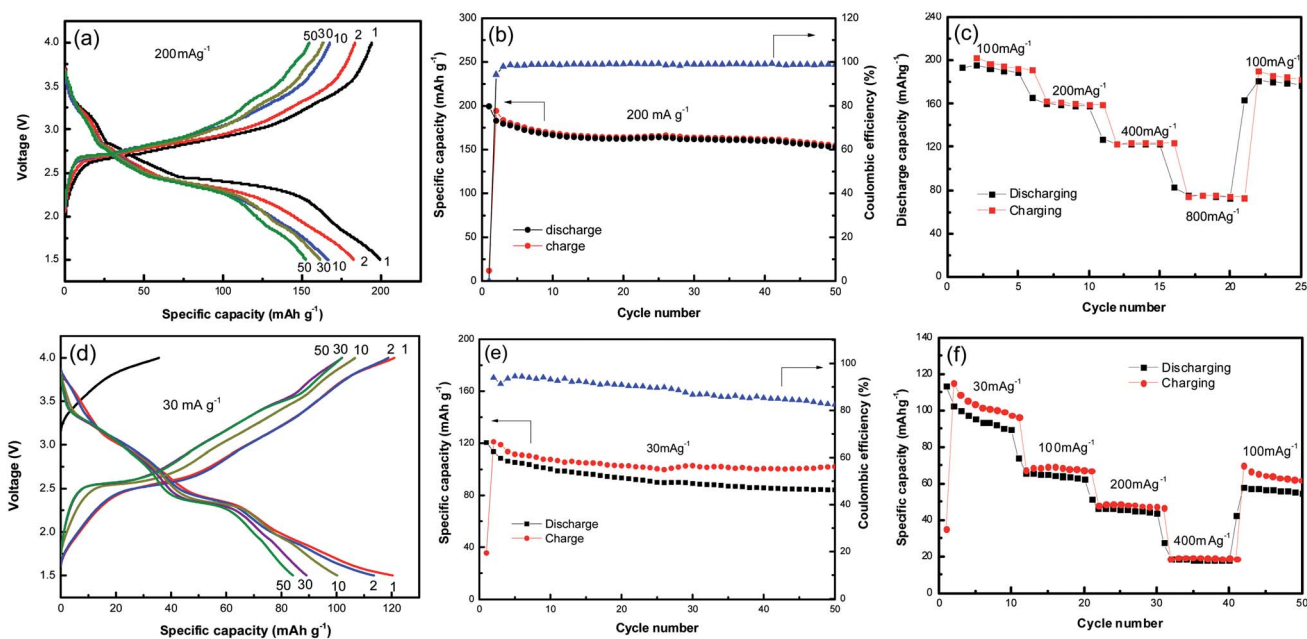 (a)
200mAg-1
50 30 10 2 1
4.0
3.5
3.0
2.5
2.0
1.5
50 30 10 2 1
0 50 100 150 200
Voltage (V)
Specific capacity (mAh g-1)
(b)
300
250
200
150
100
50
0
120
100
80
60
40
20
0
200 mA g-1
discharge
charge
0 10 20 30 40 50
Specific capacity (mAh g-1)
Coulombic efficiency (%)
Cycle number
(c)
240
200
160
120
80
40
0
100mAg-1
200mAg-1
400mAg-1
800mAg-1
100mAg-1
Discharging
Charging
0 5 10 15 20 25
Discharge capacity (mAhg-1)
Cycle number
(d)
30 mA g-1
50 30 10 2 1
4.0
3.5
3.0
2.5
2.0
1.5
50 30 10 2 1
0 20 40 60 80 100 120
Voltage (V)
Specific capacity (mAh g-1)
(e)
200
160
120
80
40
0
100
80
60
40
20
0
30mAg-1
Discharge
Charge
0 10 20 30 40 50
Specific capacity (mAh g-1)
Coulombic efficiency (%)
Cycle number
(f)
140
120
100
80
60
40
20
0
30mAg-1
100mAg-1
200mAg-1
400mAg-1
100mAg-1
Discharging
Charging
0 10 20 30 40 50
Specific capacity (mAhg-1)
Cycle number